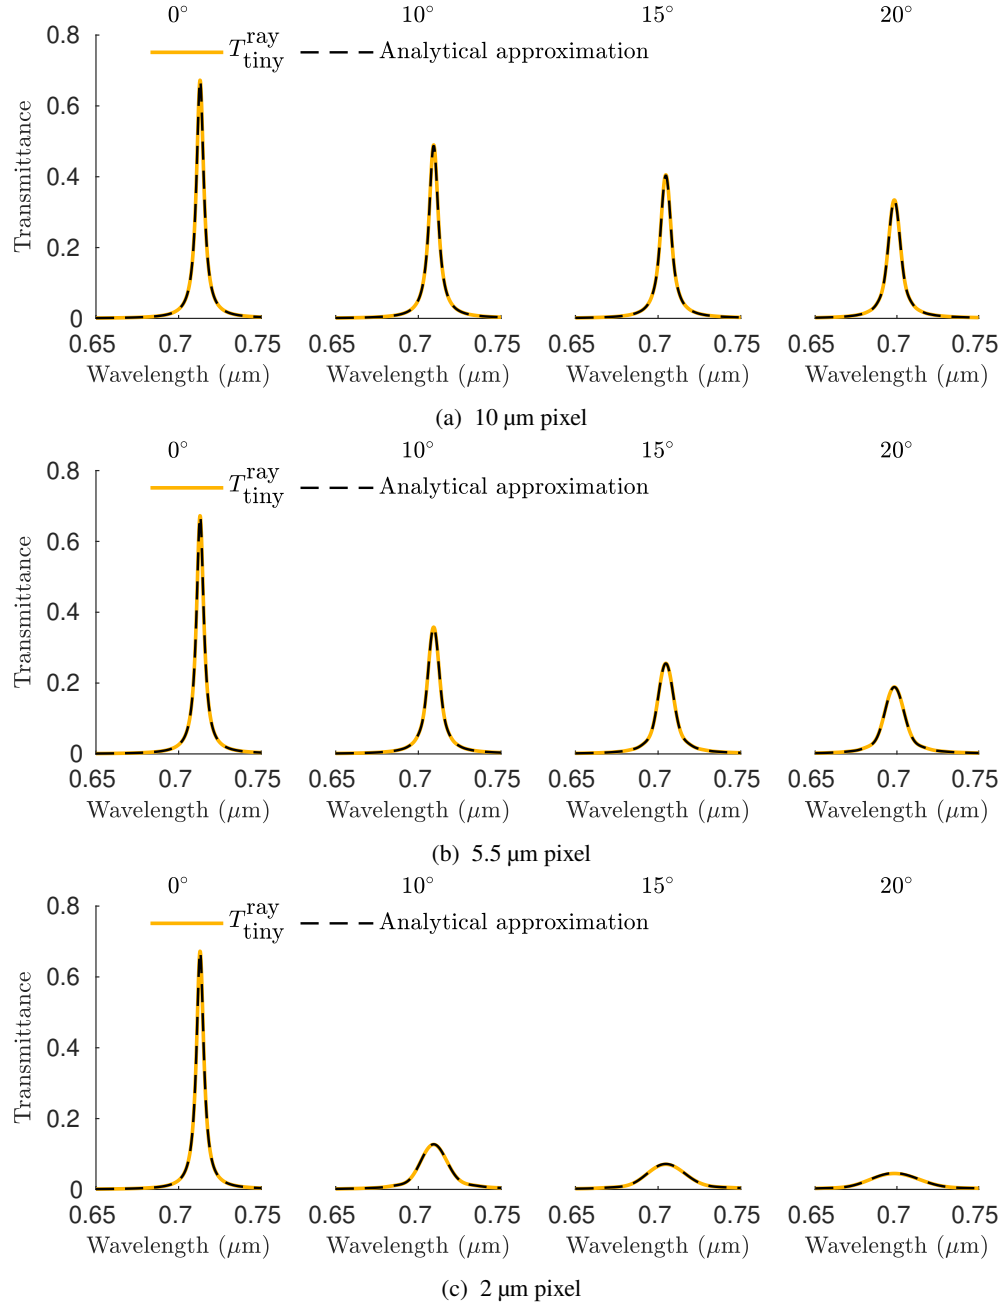 0° 10° 15° 20°
0.8
T ray tiny Analytical approximation
0.6
Transmittance
0.4
0.2
0
0.65 0.7 0.75 0.65 0.7 0.75 0.65 0.7 0.75 0.65 0.7 0.75
Wavelength (μm) Wavelength (μm) Wavelength (μm) Wavelength (μm)
(a) 10 µm pixel
0° 10° 15° 20°
0.8
T ray tiny Analytical approximation
0.6
Transmittance
0.4
0.2
0
0.65 0.7 0.75 0.65 0.7 0.75 0.65 0.7 0.75 0.65 0.7 0.75
Wavelength (μm) Wavelength (μm) Wavelength (μm) Wavelength (μm)
(b) 5.5 µm pixel
0° 10° 15° 20°
0.8
T ray tiny Analytical approximation
0.6
Transmittance
0.4
0.2
0
0.65 0.7 0.75 0.65 0.7 0.75 0.65 0.7 0.75 0.65 0.7 0.75
Wavelength (μm) Wavelength (μm) Wavelength (μm) Wavelength (μm)
(c) 2 µm pixel